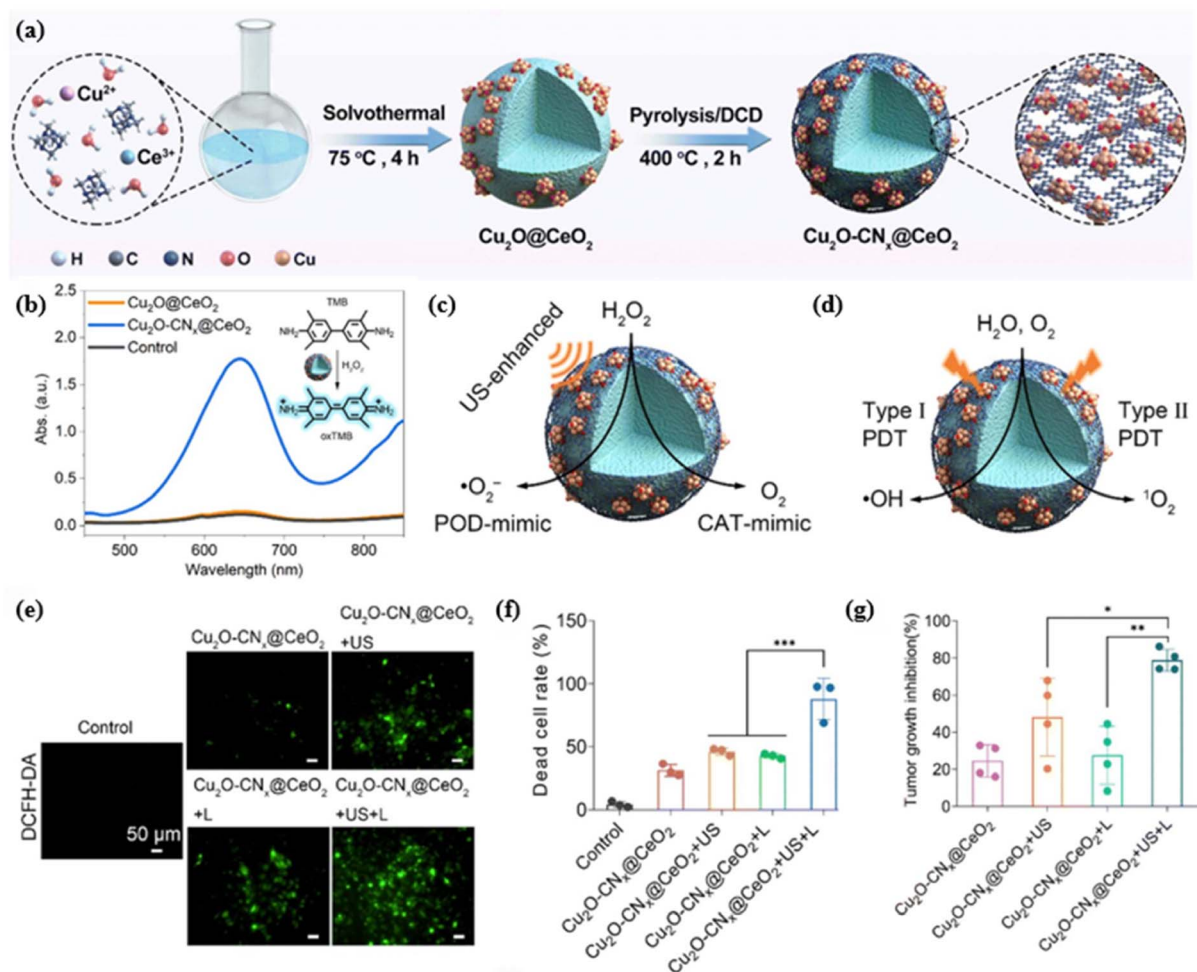 (a)
Cu²⁺
Ce³⁺
Solvothermal
75 °C , 4 h
Pyrolysis/DCD
400 °C , 2 h
Cu₂O@CeO₂
Cu₂O-CNₓ@CeO₂
H C N O Cu
(b)
Cu₂O@CeO₂
Cu₂O-CNₓ@CeO₂
Control
TMB
NH₂
NH₂
H₂O₂
NH₂
NH₂
oxTMB
Abs. (a.u.)
2.5
2.0
1.5
1.0
0.5
0.0
500 600 700 800
Wavelength (nm)
(c)
US-enhanced
H₂O₂
•O₂⁻
POD-mimic
O₂
CAT-mimic
(d)
H₂O, O₂
Type I
PDT
Type II
PDT
•OH
¹O₂
(e)
DCFH-DA
Control
50 μm
Cu₂O-CNₓ@CeO₂
Cu₂O-CNₓ@CeO₂
+US
Cu₂O-CNₓ@CeO₂
+L
Cu₂O-CNₓ@CeO₂
+US+L
(f)
Dead cell rate (%)
150
100
50
0
***
Control
Cu₂O-CNₓ@CeO₂
Cu₂O-CNₓ@CeO₂+US
Cu₂O-CNₓ@CeO₂+L
Cu₂O-CNₓ@CeO₂+US+L
(g)
Tumor growth inhibition(%)
100
80
60
40
20
0
*
**
Cu₂O-CNₓ@CeO₂
Cu₂O-CNₓ@CeO₂+US
Cu₂O-CNₓ@CeO₂+L
Cu₂O-CNₓ@CeO₂+US+L